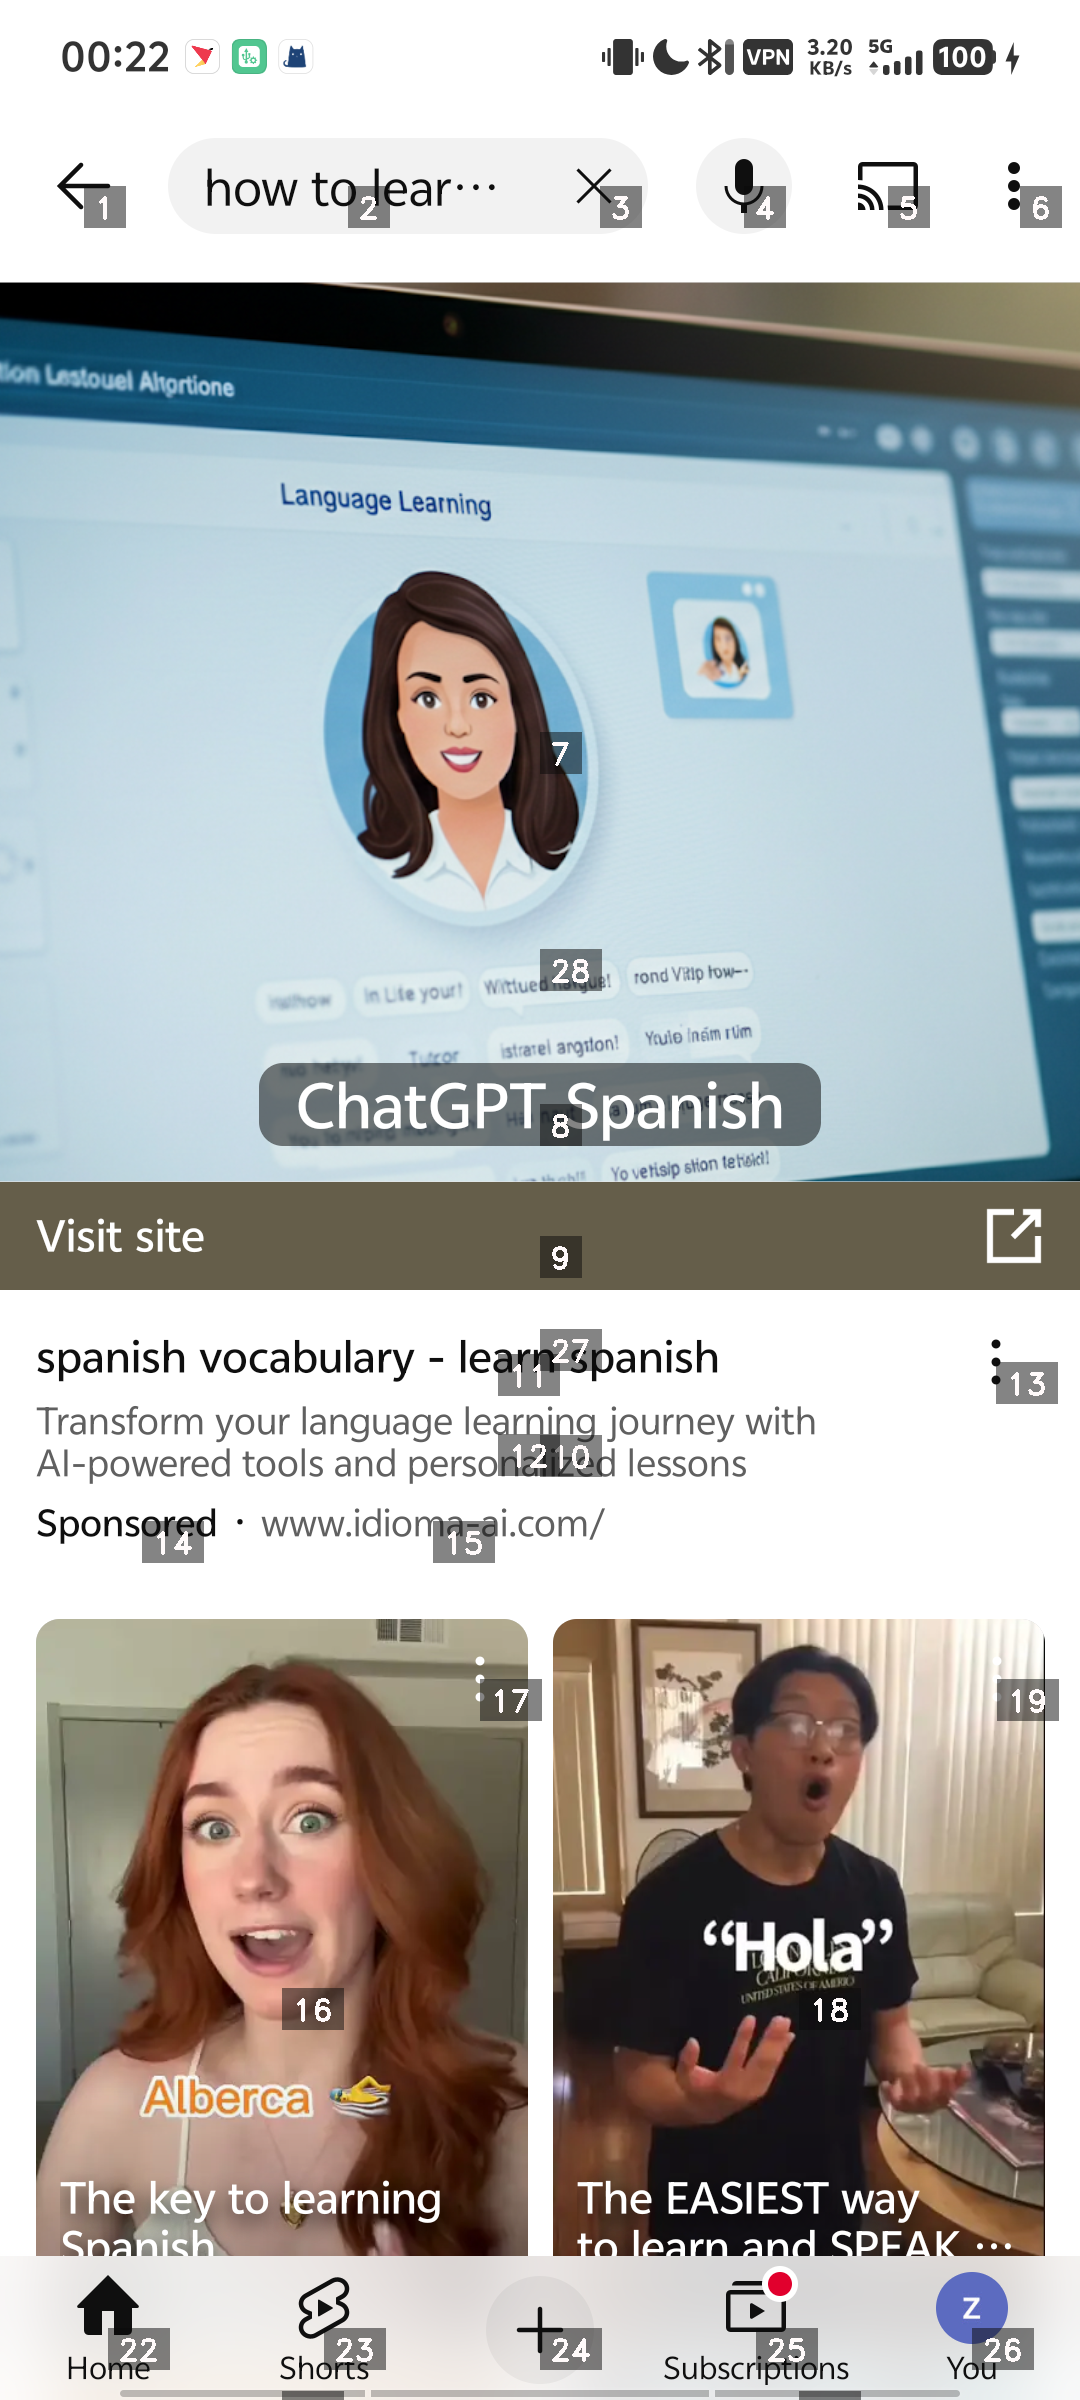 00:22
VPN
3.20
KB/s
5G
100
how to lear···
1
2
3
4
5
6
Language Learning
7
28
In
your!
ChatGPT Spanish
8
Visit site
9
spanish vocabulary - learn spanish
27
11
13
Transform your language learning journey with
AI-powered tools and personalized lessons
12
10
Sponsored · www.idioma-ai.com/
14
15
17
19
"Hola"
16
18
Alberca
The key to learning
Spanish
The EASIEST way
to learn and SPEAK ···
Z
22
23
24
25
26
Home
Shorts
Subscriptions
You